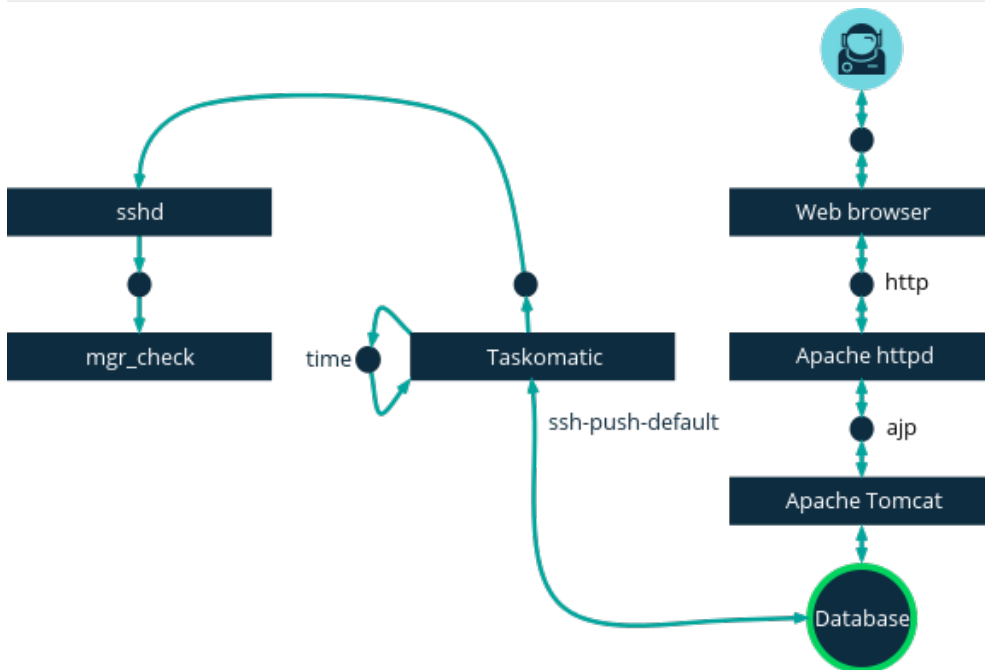 sshd
Web browser
http
mgr_check
time
Taskomatic
Apache httpd
ssh-push-default
ajp
Apache Tomcat
Database